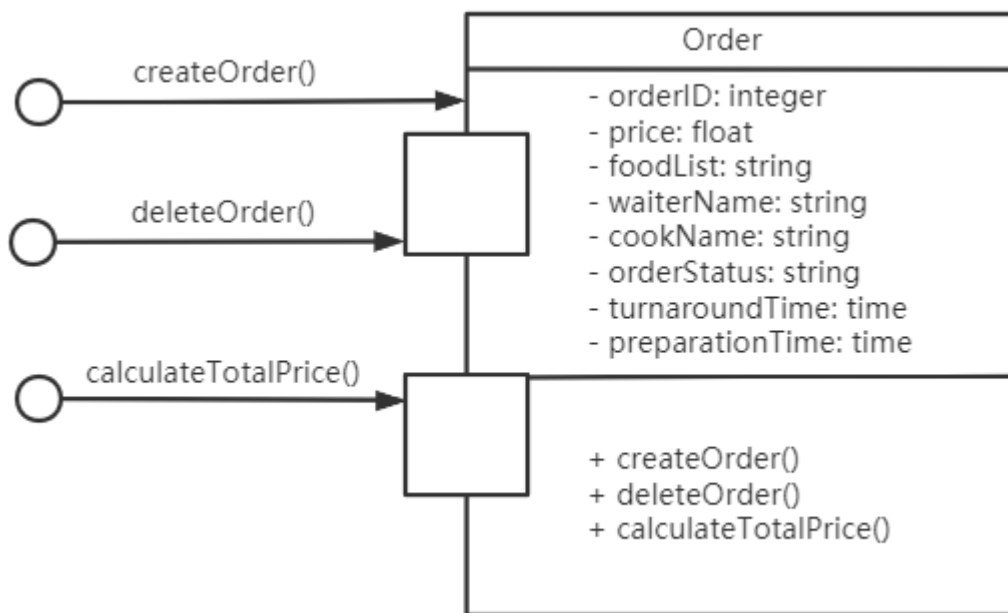 createOrder()
deleteOrder()
calculateTotalPrice()
Order
- orderID: integer
- price: float
- foodList: string
- waiterName: string
- cookName: string
- orderStatus: string
- turnaroundTime: time
- preparationTime: time
+ createOrder()
+ deleteOrder()
+ calculateTotalPrice()